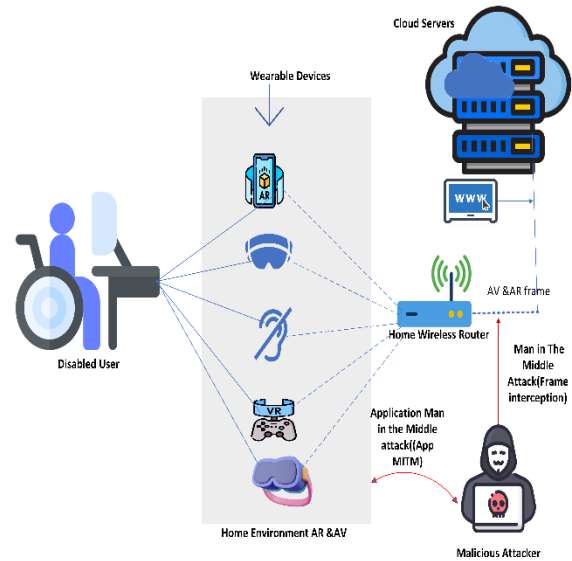 Cloud Servers
Wearable Devices
AR
WWW
AV &AR frame
Home Wireless Router
Disabled User
Man in The
Middle
Attack(Frame
interception)
VR
Application Man
in the Middle
attack((App
MITM)
Home Environment AR &AV
Malicious Attacker